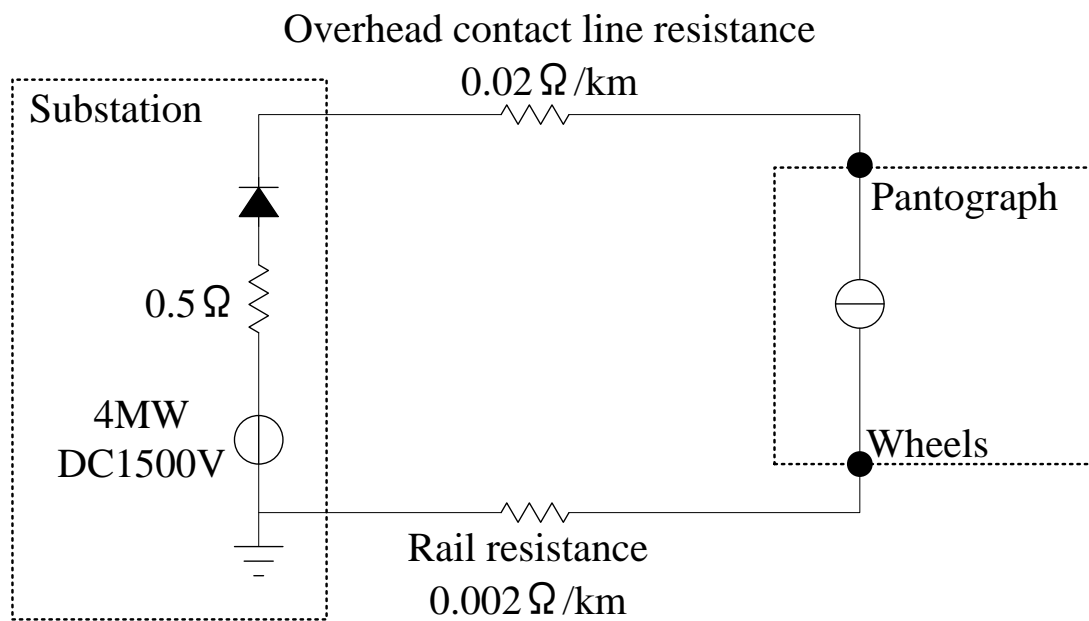 Overhead contact line resistance
0.02Ω/km
Substation
Pantograph
0.5Ω
4MW
DC1500V
Wheels
Rail resistance
0.002Ω/km